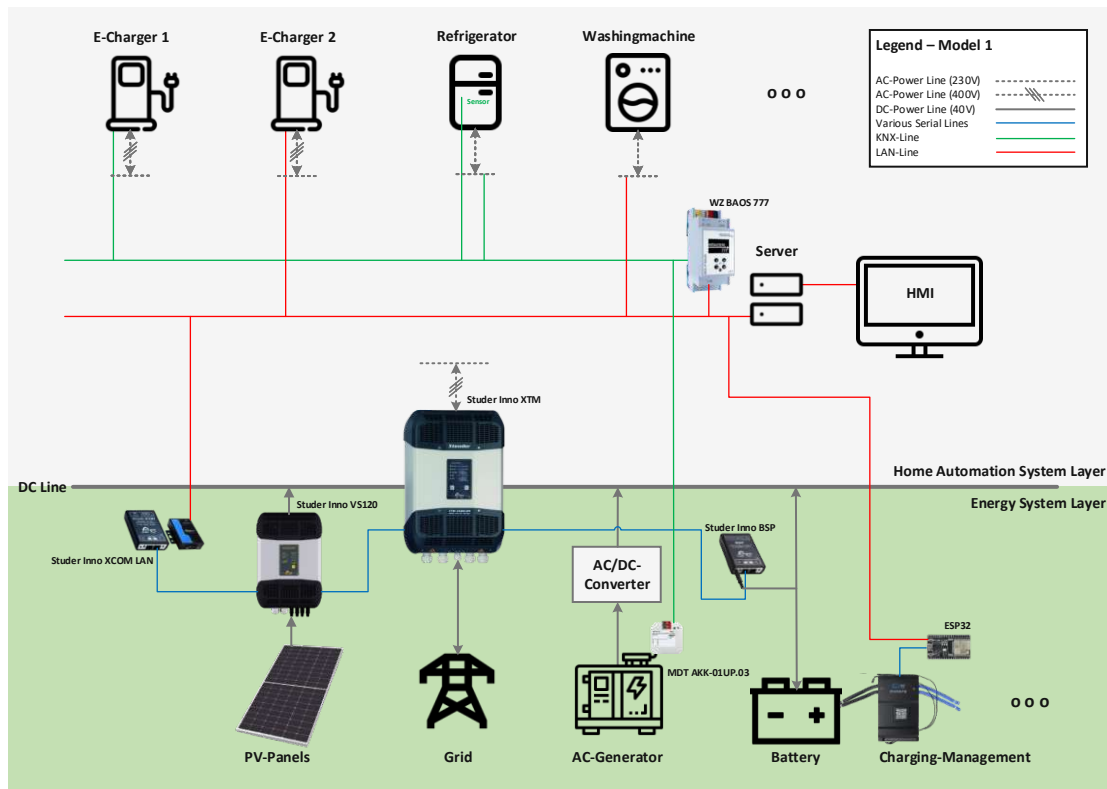 E-Charger 1
E-Charger 2
Refrigerator
Washingmachine
Legend – Model 1
AC-Power Line (230V)
AC-Power Line (400V)
DC-Power Line (40V)
Various Serial Lines
KNX-Line
LAN-Line
Sensor
o o o
WZ BAOS 777
Server
HMI
Studer Inno XTM
DC Line
Home Automation System Layer
Energy System Layer
Studer Inno VS120
Studer Inno BSP
Studer Inno XCOM LAN
AC/DC-
Converter
ESP32
MDT AKK-01UP.03
o o o
PV-Panels
Grid
AC-Generator
Battery
Charging-Management